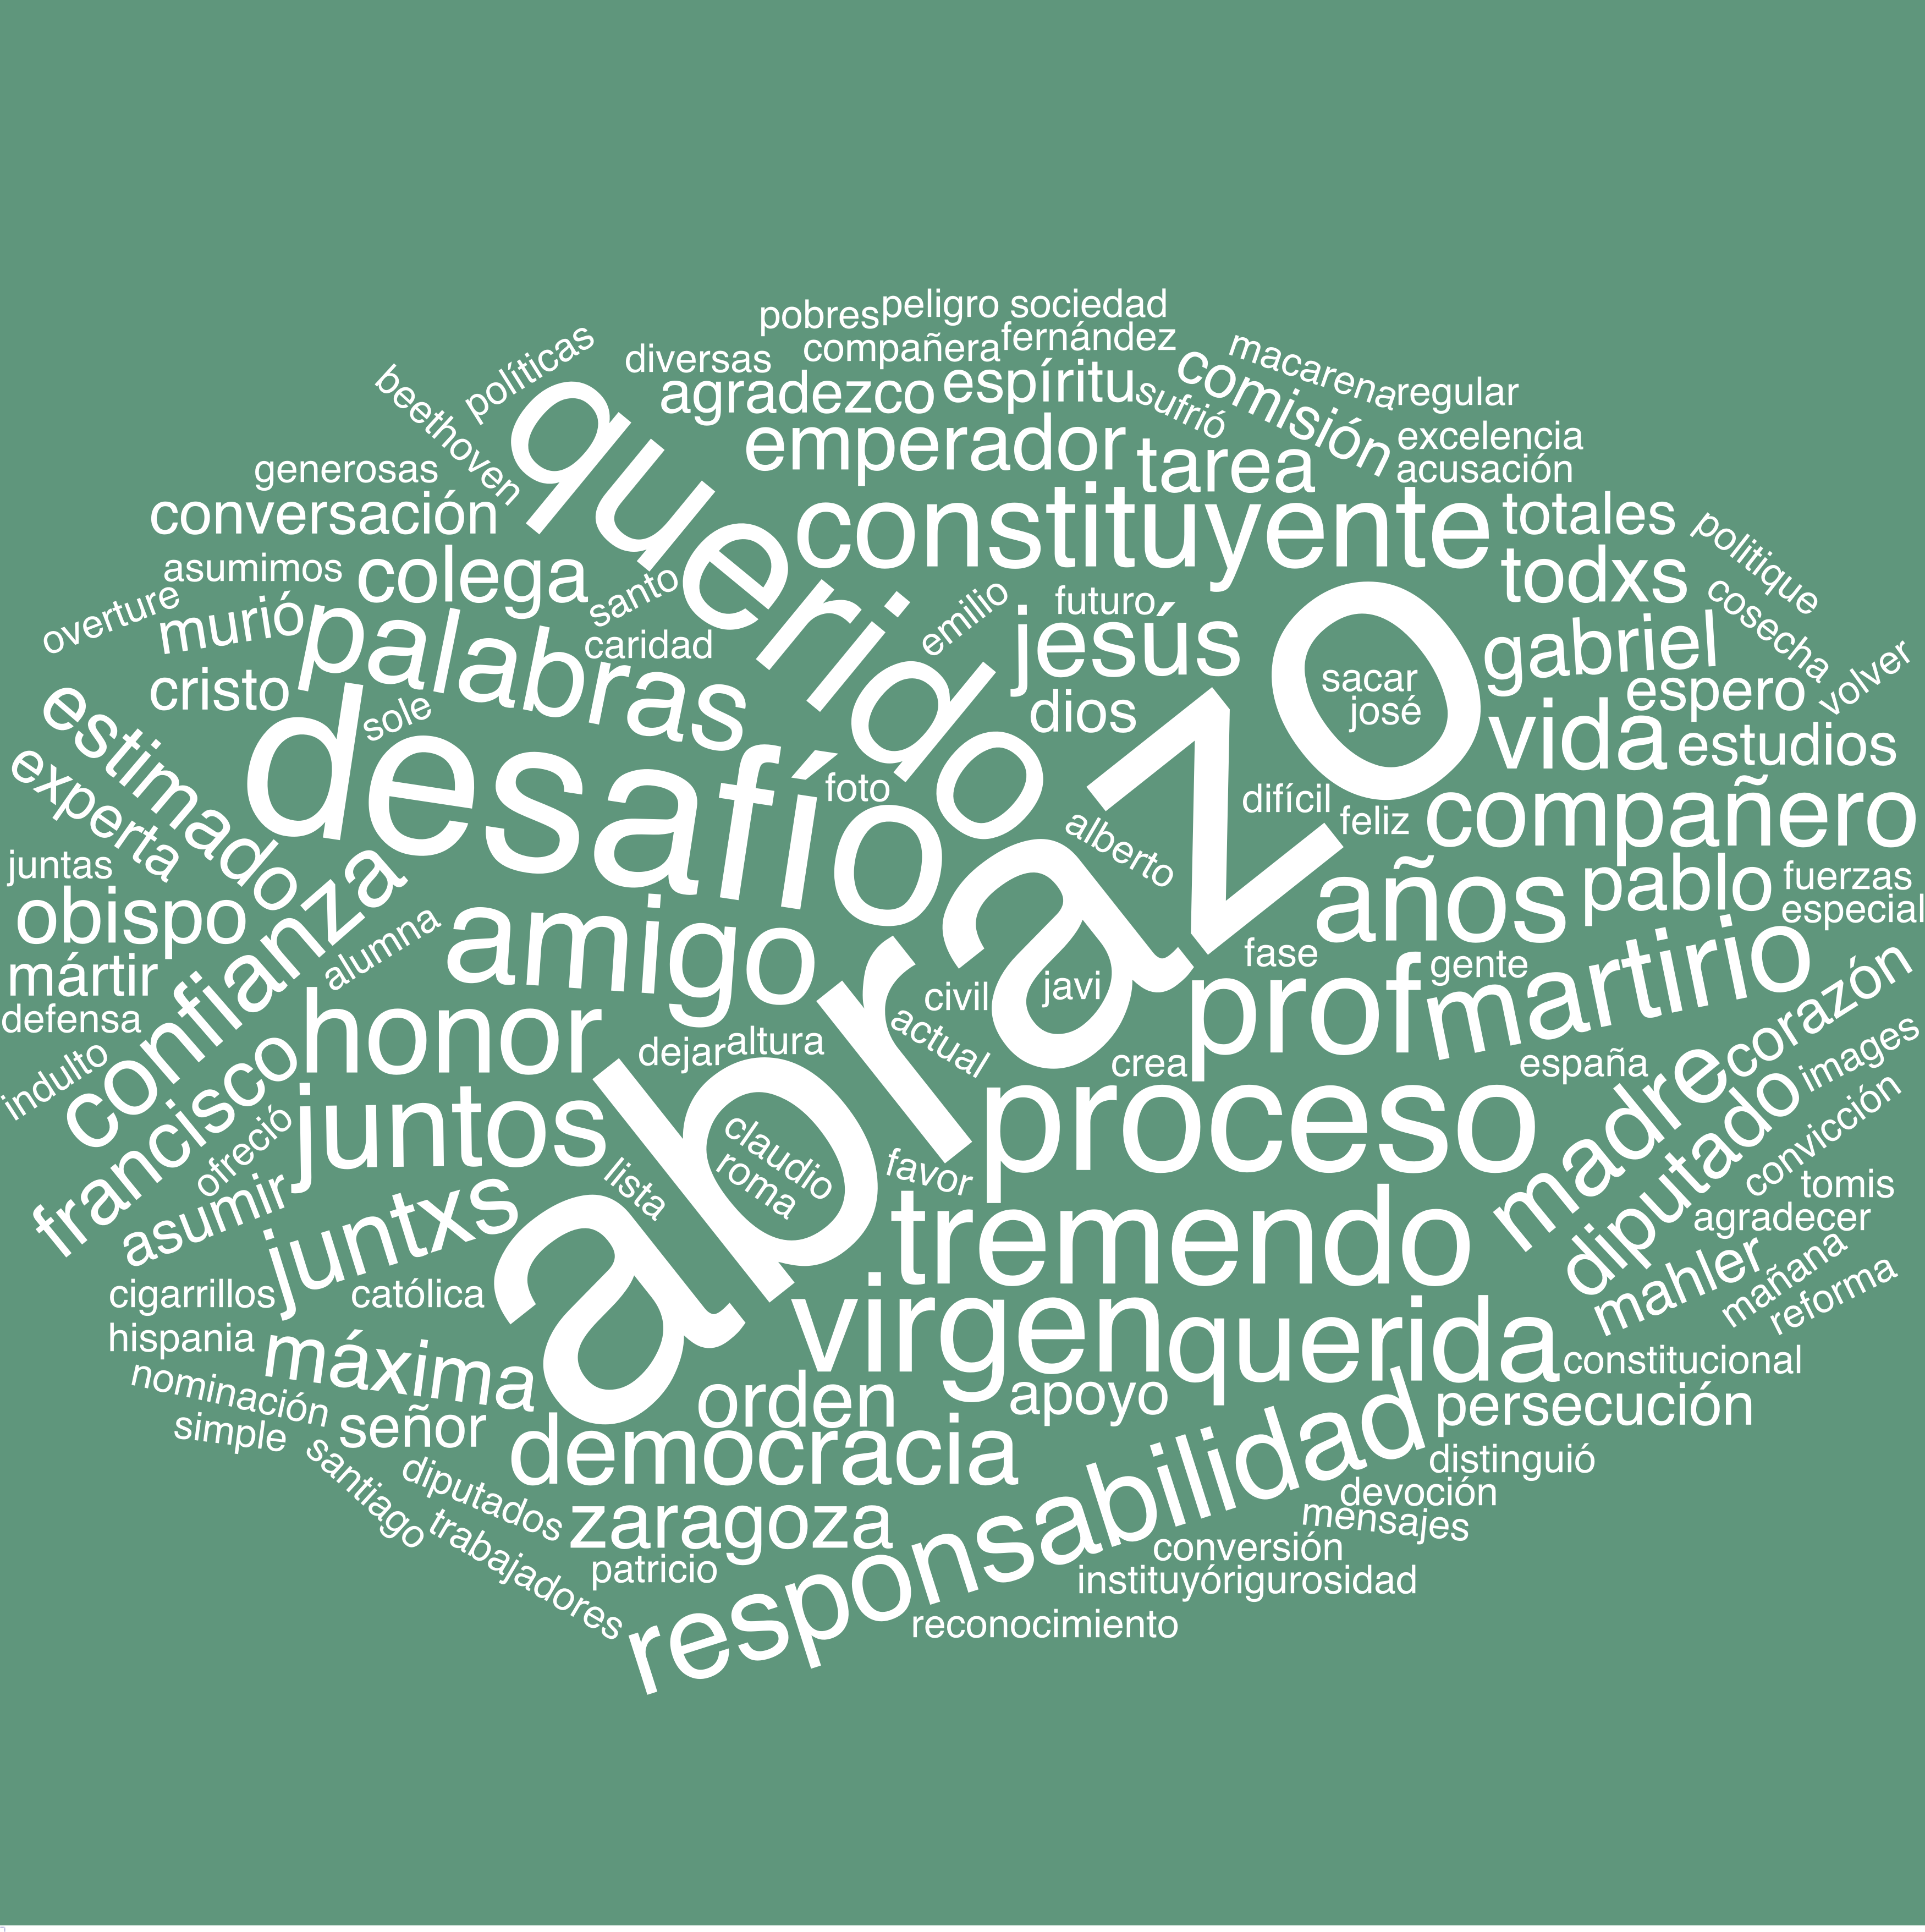 pobres
peligro
sociedad
compañera
fernández
diversas
políticas
beethoven
querido
agradezco
espíritu
sufrió
comisión
macarena
regular
emperador
tarea
excelencia
acusación
generosas
conversación
constituyente
totales
todxs
politique
asumimos
colega
santo
emilio
futuro
cosecha
overture
murió
palabras
caridad
jesús
sacar
josé
gabriel
espero
volver
cristo
sole
dios
vida
estudios
estimado
experta
desafío
foto
alberto
difícil
feliz
compañero
juntas
obispo
confianza
alumna
amigo
abrazo
años
pablo
fuerzas
especial
mártir
defensa
honor
civil
javi
fase
prof
gente
martirio
corazón
indulto
francisco
dejar
altura
actual
crea
españa
madre
images
ofreció
juntos
claudio
roma
proceso
diputado
convicción
asumir
juntxs
lista
favor
tremendo
tomis
agradecer
cigarrillos
católica
mahler
mañana
reforma
hispania
máxima
virgen
querida
constitucional
nominación
simple
señor
orden
apoyo
persecución
santiago
diputados
democracia
responsabilidad
distinguió
devoción
mensajes
trabajadores
zaragoza
conversión
patricio
instituyó
rigurosidad
reconocimiento